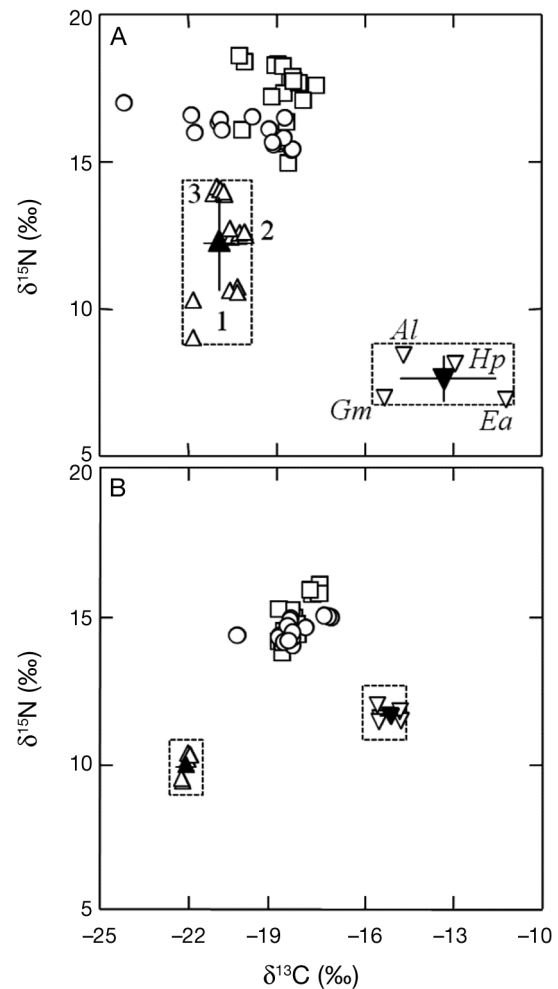 20
A
3
2
15
δ15N (‰)
10
1
Al
Hp
Gm
Ea
5
20
B
15
δ15N (‰)
10
5
–25 –22 –19 –16 –13 –10
δ13C (‰)